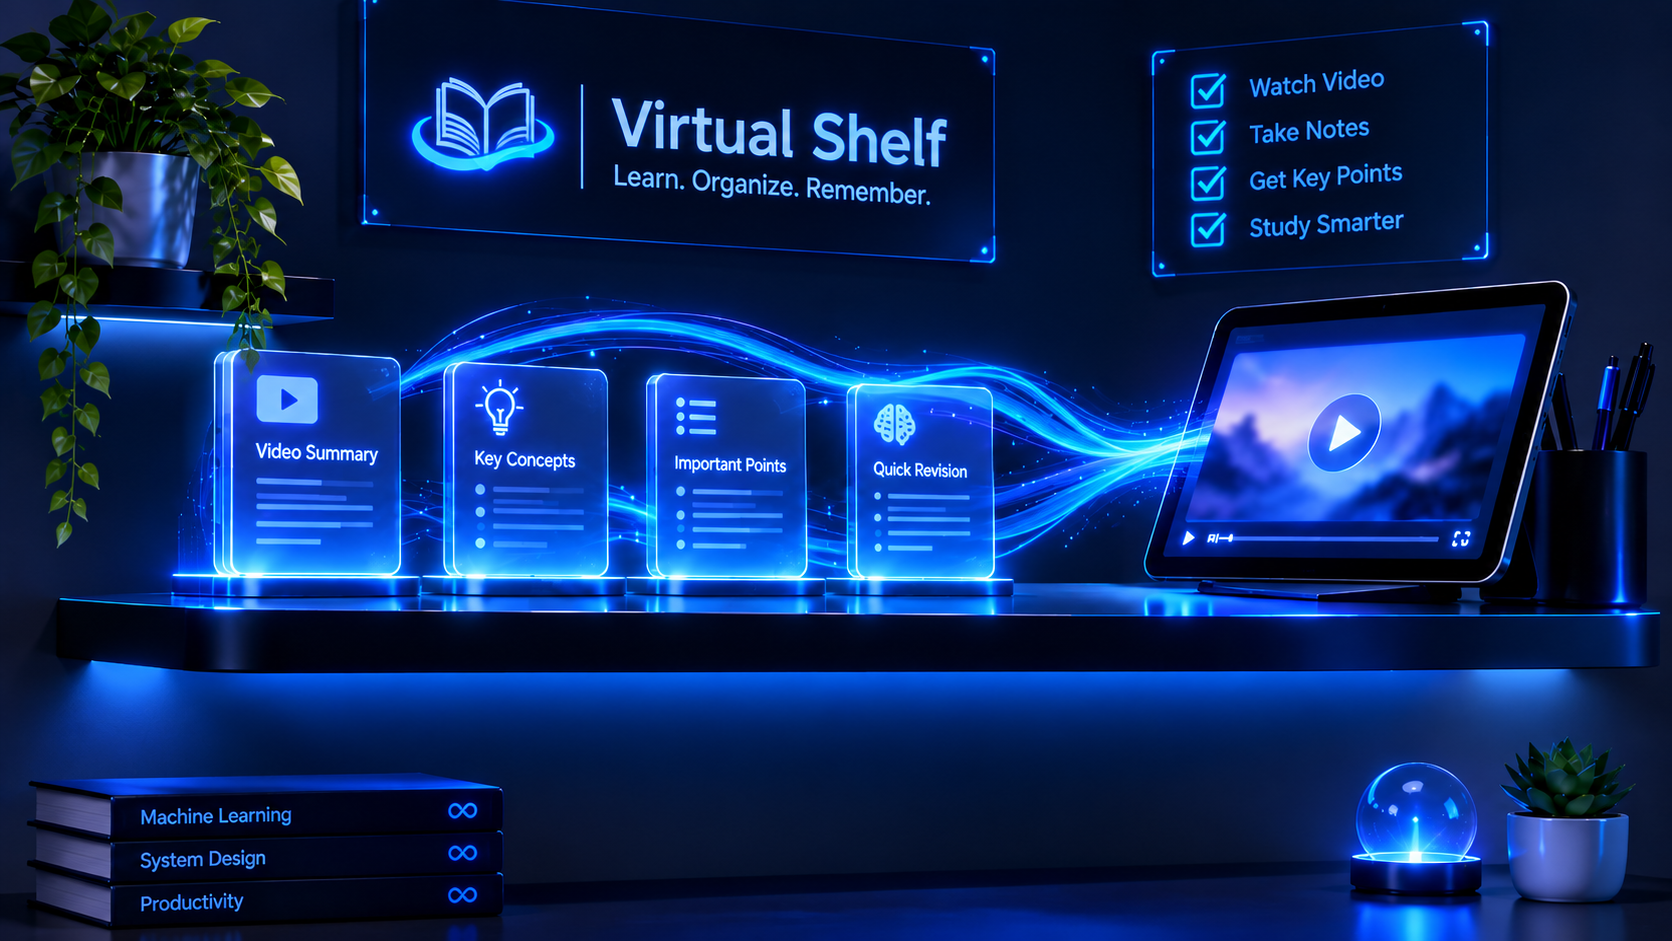 Virtual Shelf
Learn. Organize. Remember.
Watch Video
Take Notes
Get Key Points
Study Smarter
Video Summary
Key Concepts
Important Points
Quick Revision
Machine Learning
System Design
Productivity